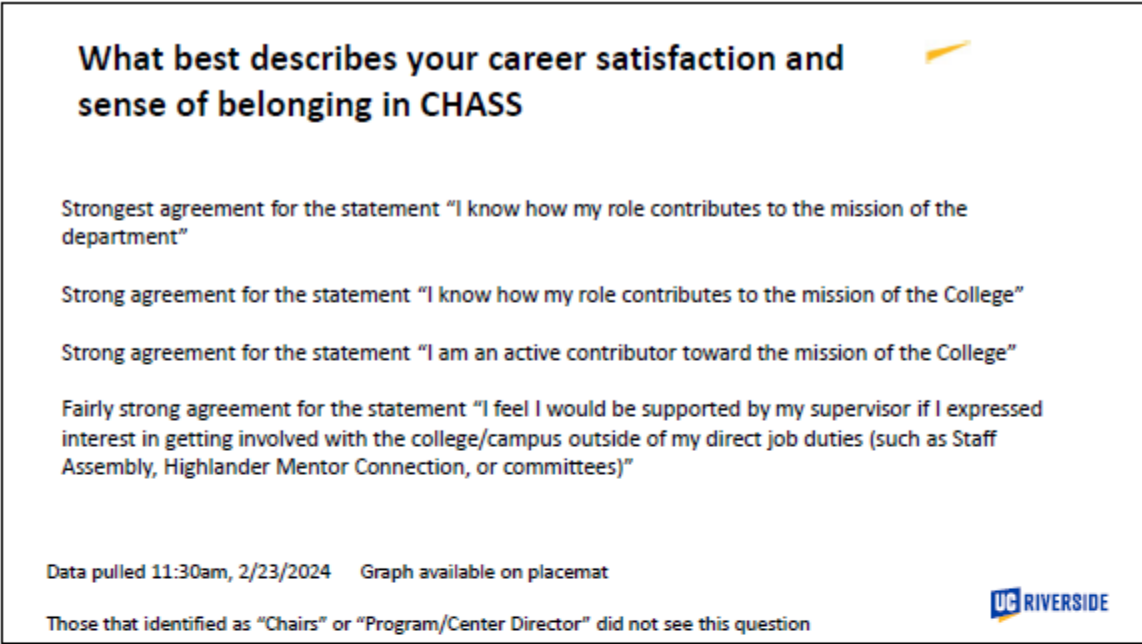 What best describes your career satisfaction and
sense of belonging in CHASS
Strongest agreement for the statement “I know how my role contributes to the mission of the
department”
Strong agreement for the statement “I know how my role contributes to the mission of the College”
Strong agreement for the statement “I am an active contributor toward the mission of the College”
Fairly strong agreement for the statement “I feel I would be supported by my supervisor if I expressed
interest in getting involved with the college/campus outside of my direct job duties (such as Staff
Assembly, Highlander Mentor Connection, or committees)”
Data pulled 11:30am, 2/23/2024 Graph available on placemat
UC RIVERSIDE
Those that identified as “Chairs” or “Program/Center Director” did not see this question